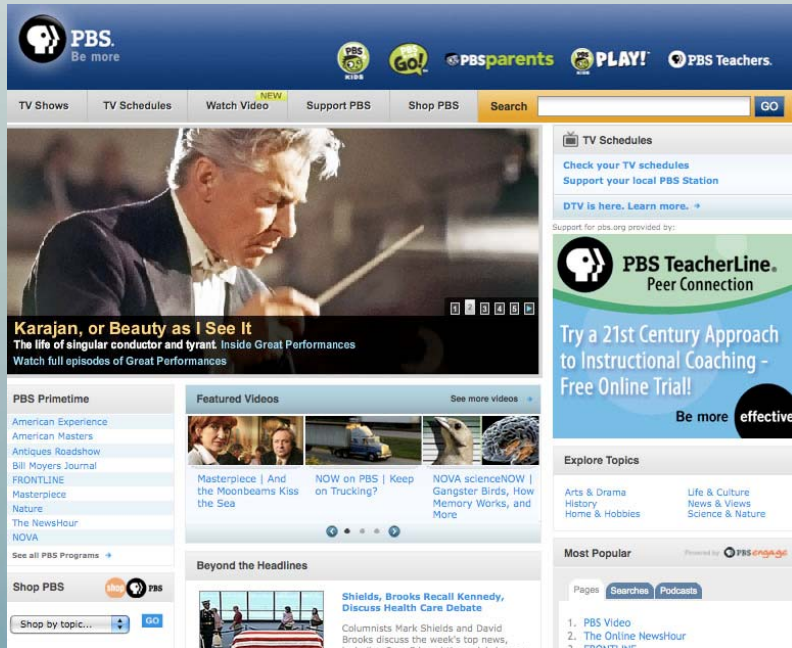 PBS.
Be more
PBS KIDS
PBS GO!
PBSparents
PBS KIDS PLAY!
PBS Teachers.
TV Shows
TV Schedules
NEW
Watch Video
Support PBS
Shop PBS
Search
GO
Karajan, or Beauty as I See It
The life of singular conductor and tyrant. Inside Great Performances
Watch full episodes of Great Performances
1 2 3 4 5
TV Schedules
Check your TV schedules
Support your local PBS Station
DTV is here. Learn more.
Support for pbs.org provided by:
PBS TeacherLine®
Peer Connection
Try a 21st Century Approach
to Instructional Coaching -
Free Online Trial!
Be more effective
PBS Primetime
American Experience
American Masters
Antiques Roadshow
Bill Moyers Journal
FRONTLINE
Masterpiece
Nature
The NewsHour
NOVA
See all PBS Programs
Shop PBS
shop PBS
Shop by topic...
GO
Featured Videos
See more videos
Masterpiece | And
the Moonbeams Kiss
the Sea
NOW on PBS | Keep
on Trucking?
NOVA scienceNOW |
Gangster Birds, How
Memory Works, and
More
Beyond the Headlines
Shields, Brooks Recall Kennedy,
Discuss Health Care Debate
Columnists Mark Shields and David
Brooks discuss the week's top news,
Explore Topics
Arts & Drama
History
Home & Hobbies
Life & Culture
News & Views
Science & Nature
Most Popular
Powered by PBS engage
Pages
Searches
Podcasts
1. PBS Video
2. The Online NewsHour
3. FRONTLINE